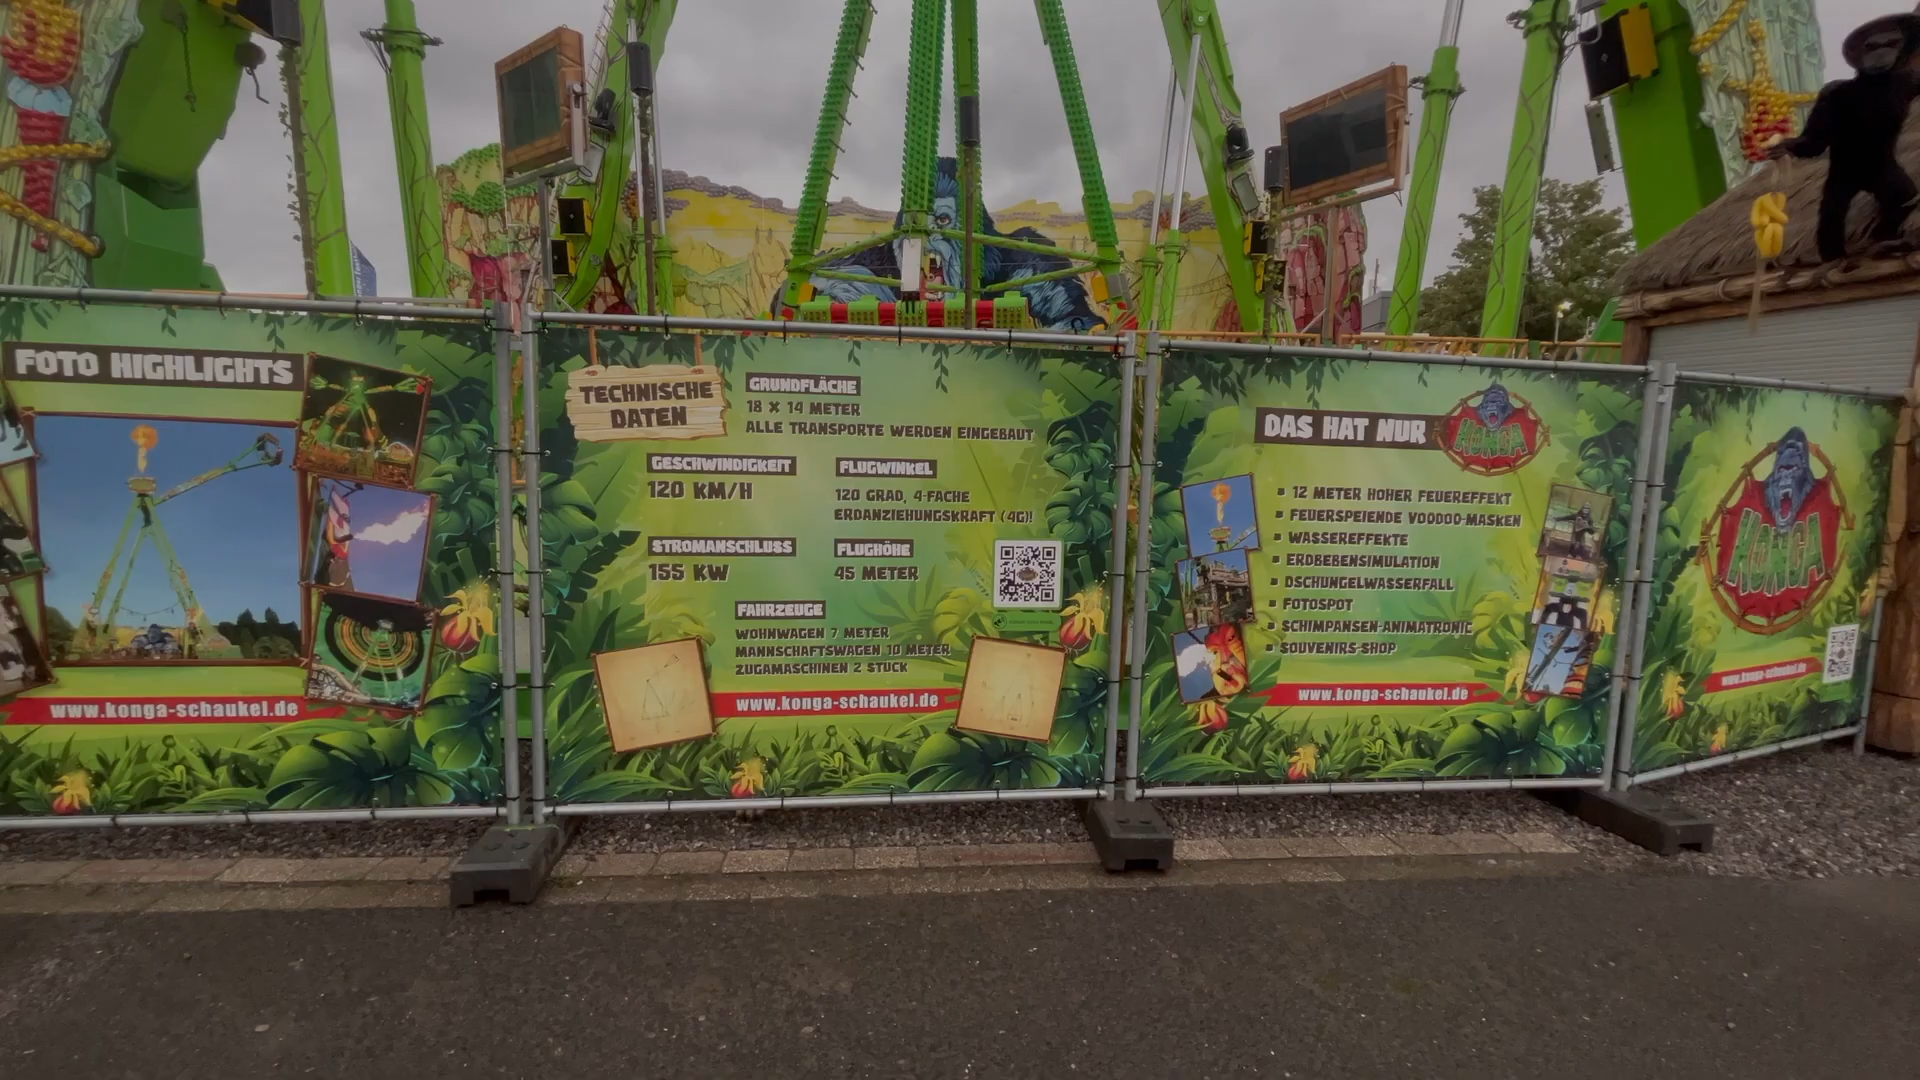 FOTO HIGHLIGHTS
www.konga-schaukel.de
TECHNISCHE
DATEN
GRUNDFLÄCHE
18 X 14 METER
ALLE TRANSPORTE WERDEN EINGEBAUT
GESCHWINDIGKEIT
120 KM/H
FLUGWINKEL
120 GRAD, 4-FACHE
ERDANZIEHUNGSKRAFT (4G)!
STROMANSCHLUSS
155 KW
FLUGHÖHE
45 METER
FAHRZEUGE
WOHNWAGEN 7 METER
MANNSCHAFTSWAGEN 10 METER
ZUGAMASCHINEN 2 STÜCK
www.konga-schaukel.de
DAS HAT NUR
KONGA
12 METER HOHER FEUEREFFEKT
FEUERSPEIENDE VOODOO-MASKEN
WASSEREFFEKTE
ERDBEBENSIMULATION
DSCHUNGELWASSERFALL
FOTOSPOT
SCHIMPANSEN-ANIMATRONIC
SOUVENIRS-SHOP
www.konga-schaukel.de
KONGA
www.konga-schaukel.de